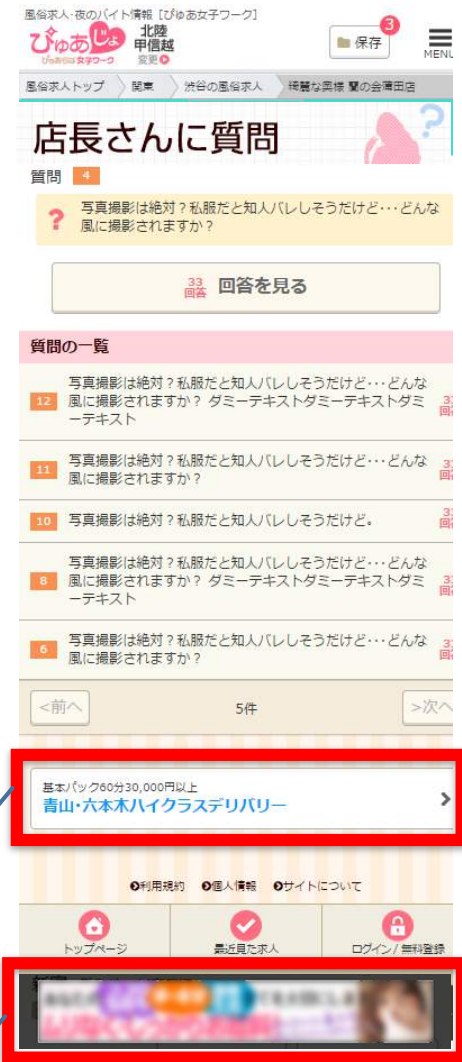 風俗求人・夜のバイト情報 [ぴゅあ女子ワーク]
ぴゅあじょ
ぴゅあらば 女子ワーク
北陸
甲信越
変更
保存
3
MENU
風俗求人トップ
関東
渋谷の風俗求人
綺麗な奥様 蘭の会蒲田店
店長さんに質問
?
質問 4
? 写真撮影は絶対?私服だと知人バレしそうだけど・・・どんな
風に撮影されますか?
33
回答
回答を見る
質問の一覧
12
写真撮影は絶対?私服だと知人バレしそうだけど・・・どんな
風に撮影されますか? ダミーテキストダミーテキストダミ
ーテキスト
11
写真撮影は絶対?私服だと知人バレしそうだけど・・・どんな
風に撮影されますか?
10 写真撮影は絶対?私服だと知人バレしそうだけど。
8
写真撮影は絶対?私服だと知人バレしそうだけど・・・どんな
風に撮影されますか? ダミーテキストダミーテキストダミ
ーテキスト
6
写真撮影は絶対?私服だと知人バレしそうだけど・・・どんな
風に撮影されますか?
<前へ
5件
>次へ
基本パック60分30,000円以上
青山・六本木ハイクラスデリバリー
利用規約 個人情報 サイトについて
トップページ
最近見た求人
ログイン/ 無料登録